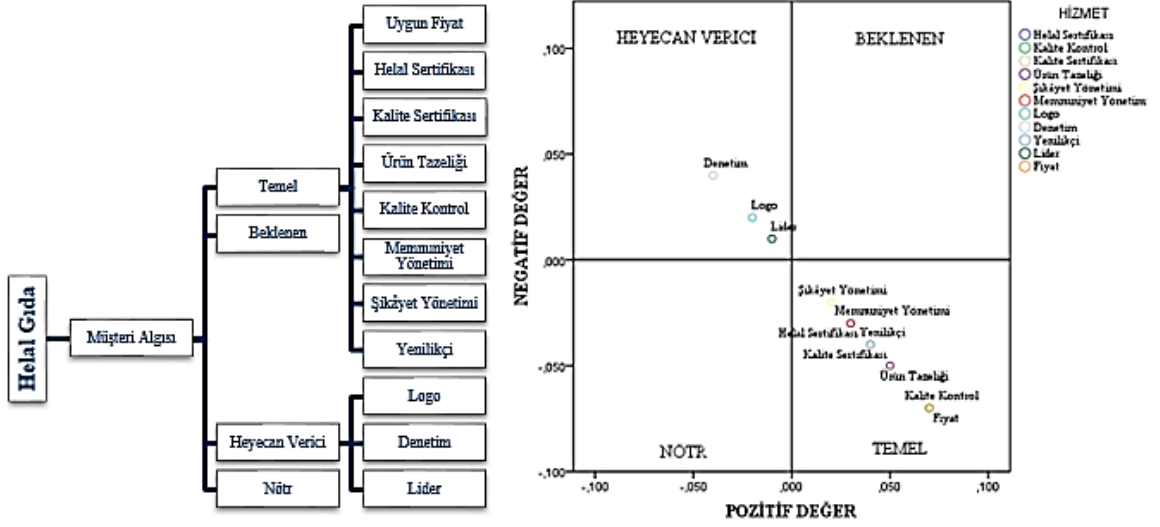 Uygun Fiyat
Helal Sertifikası
Kalite Sertifikası
Ürün Tazeliği
Kalite Kontrol
Memnuniyet
Yönetimi
Şikâyet Yönetimi
Yenilikçi
Temel
Beklenen
Helal Gıda
Müşteri Algısı
Heyecan Verici
Nötr
Logo
Denetim
Lider
HEYECAN VERICI
BEKLENEN
NÖTR
TEMEL
NEGATİF DEĞER
POZİTİF DEĞER
,100
,050
,000
-,050
-,100
-,100
-,050
,000
,050
,100
Denetim
Logo
Lider
Şikâyet Yönetimi
Memnuniyet Yönetimi
Helal Sertifikası
Yenilikçi
Kalite Sertifikası
Ürün Tazeliği
Kalite Kontrol
Fiyat
HİZMET
Helal Sertifikası
Kalite Kontrol
Kalite Sertifikası
Ürün Tazeliği
Şikâyet Yönetimi
Memnuniyet Yönetimi
Logo
Denetim
Yenilikçi
Lider
Fiyat